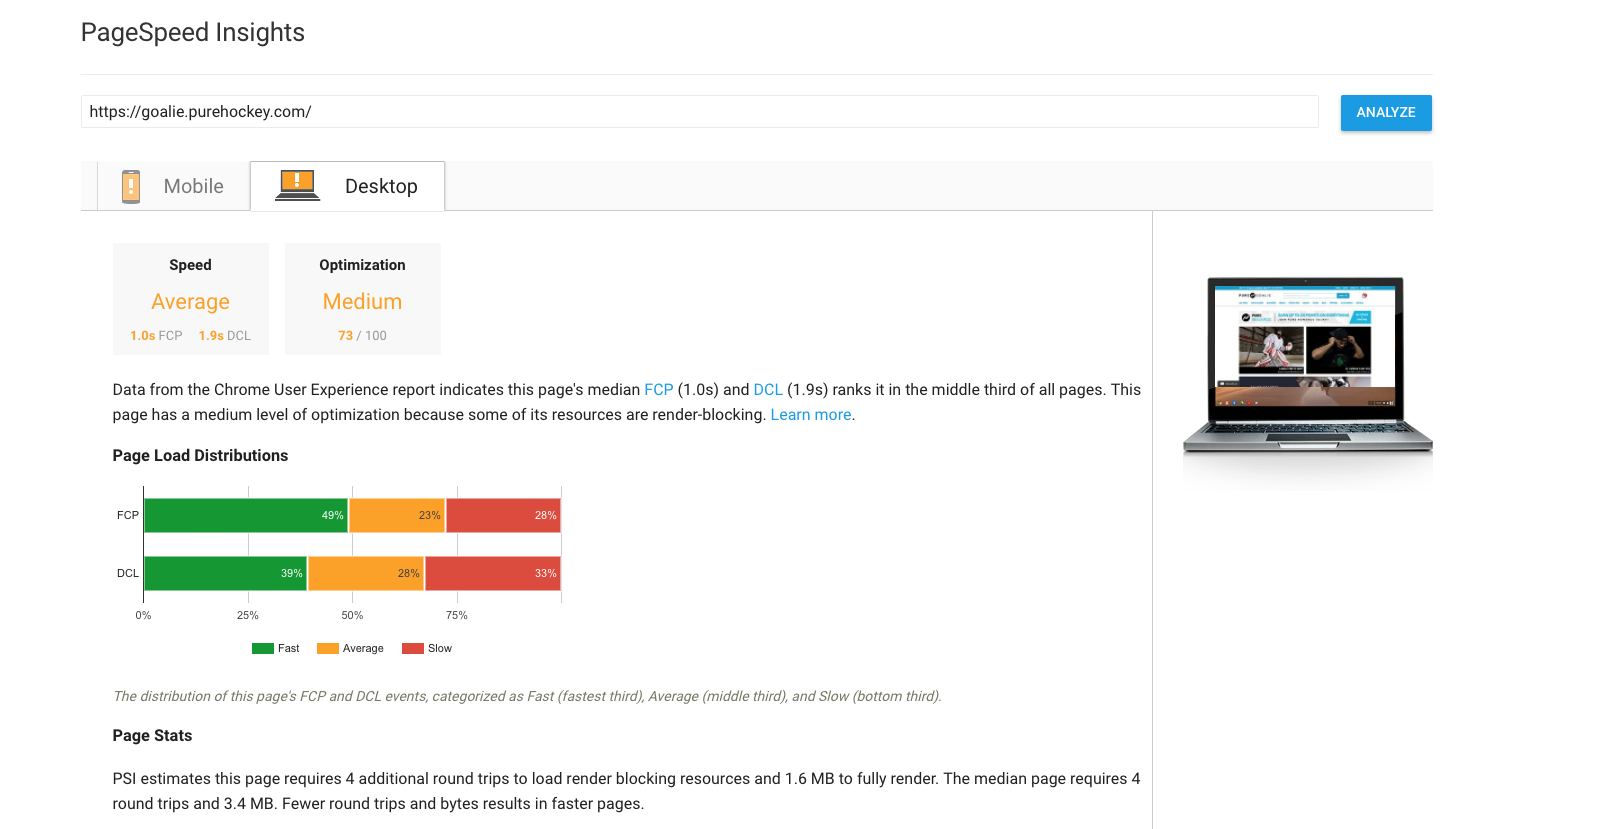 PageSpeed Insights
https://goalie.purehockey.com/
ANALYZE
Mobile
Desktop
Speed
Average
1.0s FCP 1.9s DCL
Optimization
Medium
73 / 100
Data from the Chrome User Experience report indicates this page's median FCP (1.0s) and DCL (1.9s) ranks it in the middle third of all pages. This
page has a medium level of optimization because some of its resources are render-blocking. Learn more.
Page Load Distributions
FCP 49% 23% 28%
DCL 39% 28% 33%
0% 25% 50% 75%
Fast Average Slow
The distribution of this page's FCP and DCL events, categorized as Fast (fastest third), Average (middle third), and Slow (bottom third).
Page Stats
PSI estimates this page requires 4 additional round trips to load render blocking resources and 1.6 MB to fully render. The median page requires 4
round trips and 3.4 MB. Fewer round trips and bytes results in faster pages.